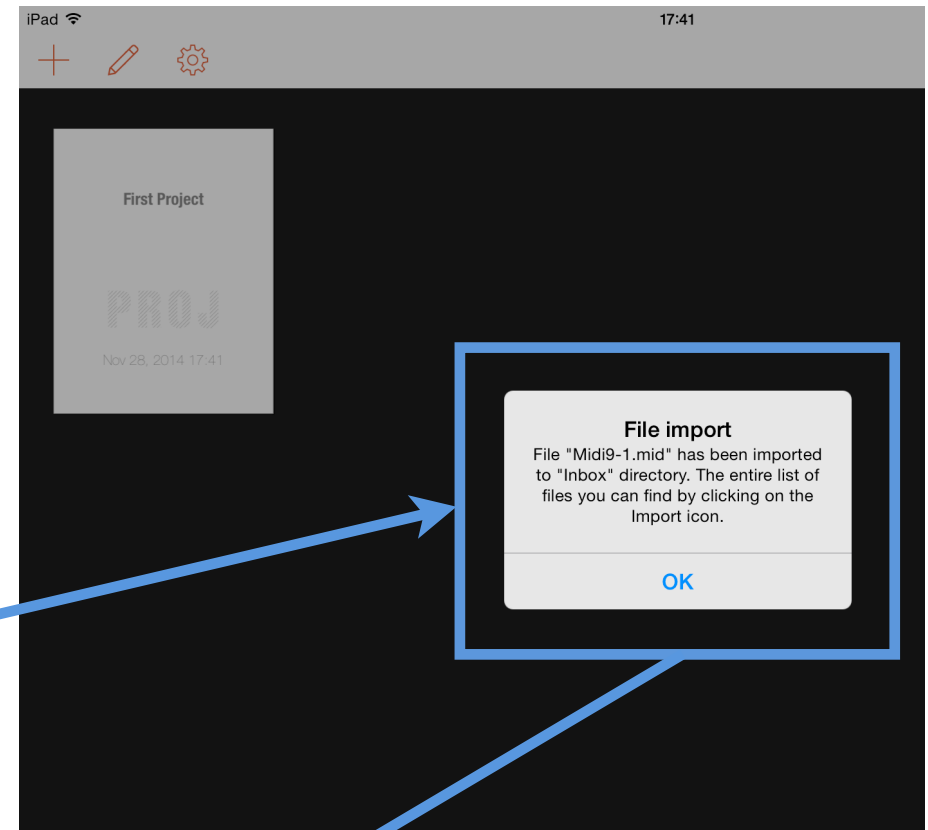 iPad 17:41
First Project
PROJ
Nov 28, 2014 17:41
File import
File "Midi9-1.mid" has been imported
to "Inbox" directory. The entire list of
files you can find by clicking on the
Import icon.
OK